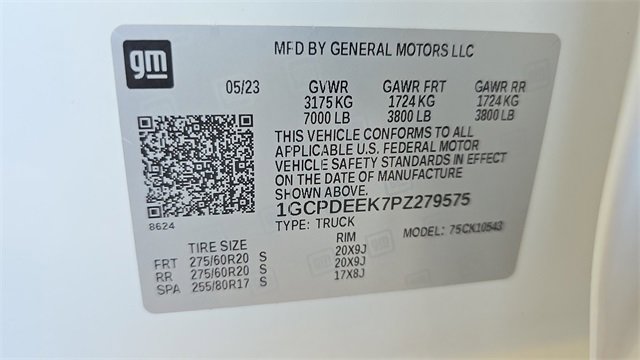 gm
MFD BY GENERAL MOTORS LLC
05/23 GVWR GAWR FRT GAWR RR
3175 KG 1724 KG 1724 KG
7000 LB 3800 LB 3800 LB
THIS VEHICLE CONFORMS TO ALL
APPLICABLE U.S. FEDERAL MOTOR
VEHICLE SAFETY STANDARDS IN EFFECT
ON THE DATE OF MANUFACTURE
SHOWN ABOVE.
1GCPDEEK7PZ279575
8624
TYPE: TRUCK MODEL: 75CK10543
TIRE SIZE RIM
FRT 275/60R20 S 20X9J
RR 275/60R20 S 20X9J
SPA 255/80R17 S 17X8J